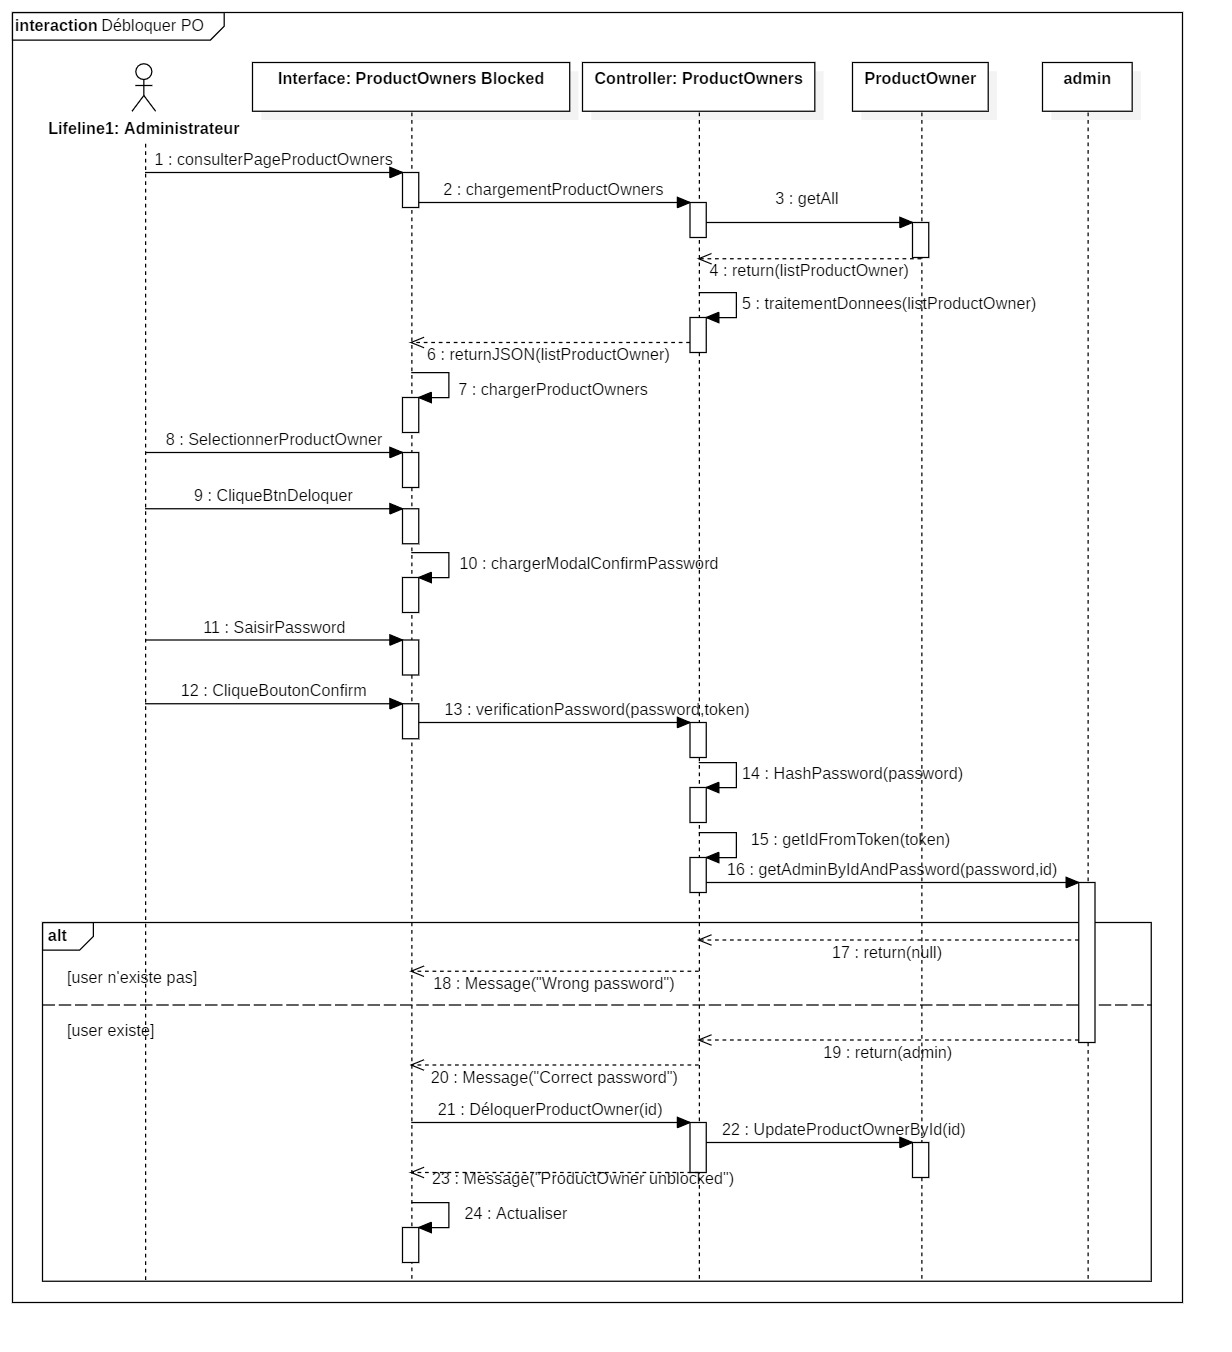 interaction Débloquer PO
Interface: ProductOwners Blocked
Controller: ProductOwners
ProductOwner
admin
Lifeline1: Administrateur
1 : consulterPageProductOwners
2 : chargementProductOwners
3 : getAll
4 : return(listProductOwner)
5 : traitementDonnees(listProductOwner)
6 : returnJSON(listProductOwner)
7 : chargerProductOwners
8 : SelectionnerProductOwner
9 : CliqueBtnDeloquer
10 : chargerModalConfirmPassword
11 : SaisirPassword
12 : CliqueBoutonConfirm
13 : verificationPassword(password,token)
14 : HashPassword(password)
15 : getIdFromToken(token)
16 : getAdminByIdAndPassword(password,id)
alt
17 : return(null)
[user n'existe pas]
18 : Message("Wrong password")
[user existe]
19 : return(admin)
20 : Message("Correct password")
21 : DéloquerProductOwner(id)
22 : UpdateProductOwnerById(id)
23 : Message("ProductOwner unblocked")
24 : Actualiser